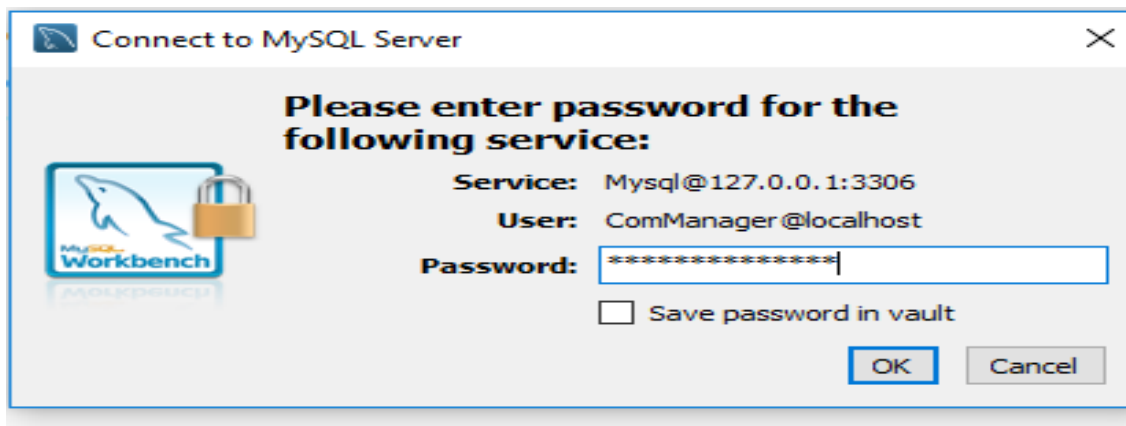 Connect to MySQL Server
Please enter password for the
following service:
Service: Mysql@127.0.0.1:3306
User: ComManager@localhost
MySQL
Workbench
Password: **************
Save password in vault
OK Cancel